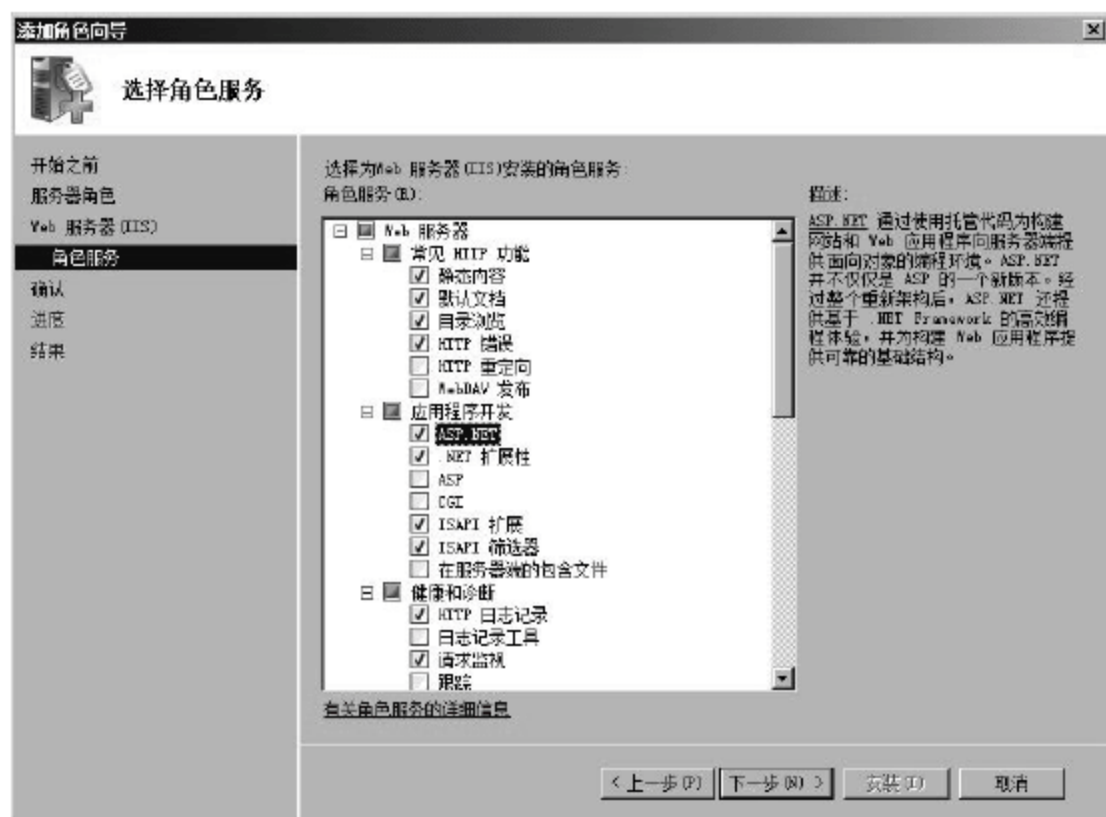 添加角色向导
选择角色服务
开始之前
服务器角色
Web 服务器(IIS)
角色服务
确认
进度
结果
选择为Web 服务器(IIS)安装的角色服务:
角色服务(R):
Web 服务器
常见 HTTP 功能
静态内容
默认文档
目录浏览
HTTP 错误
HTTP 重定向
WebDAV 发布
应用程序开发
ASP.NET
.NET 扩展性
ASP
CGI
ISAPI 扩展
ISAPI 筛选器
在服务器端的包含文件
健康和诊断
HTTP 日志记录
日志记录工具
请求监视
跟踪
有关角色服务的详细信息
描述:
ASP.NET 通过使用托管代码为构建
网站和 Web 应用程序向服务器端提
供面向对象的编程环境。ASP.NET
并不仅仅是 ASP 的一个新版本。经
过整个重新架构后，ASP.NET 还提
供基于 .NET Framework 的高效编
程体验，并为构建 Web 应用程序提
供可靠的基础结构。
< 上一步(P)
下一步(N) >
安装(I)
取消